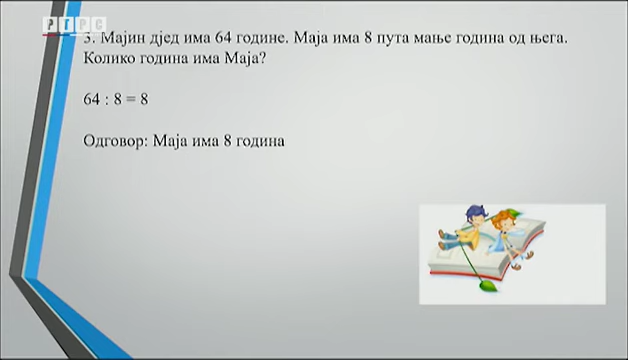 РТРС
3. Мајин дјед има 64 године. Маја има 8 пута мање година од њега.
Колико година има Маја?
64 : 8 = 8
Одговор: Маја има 8 година